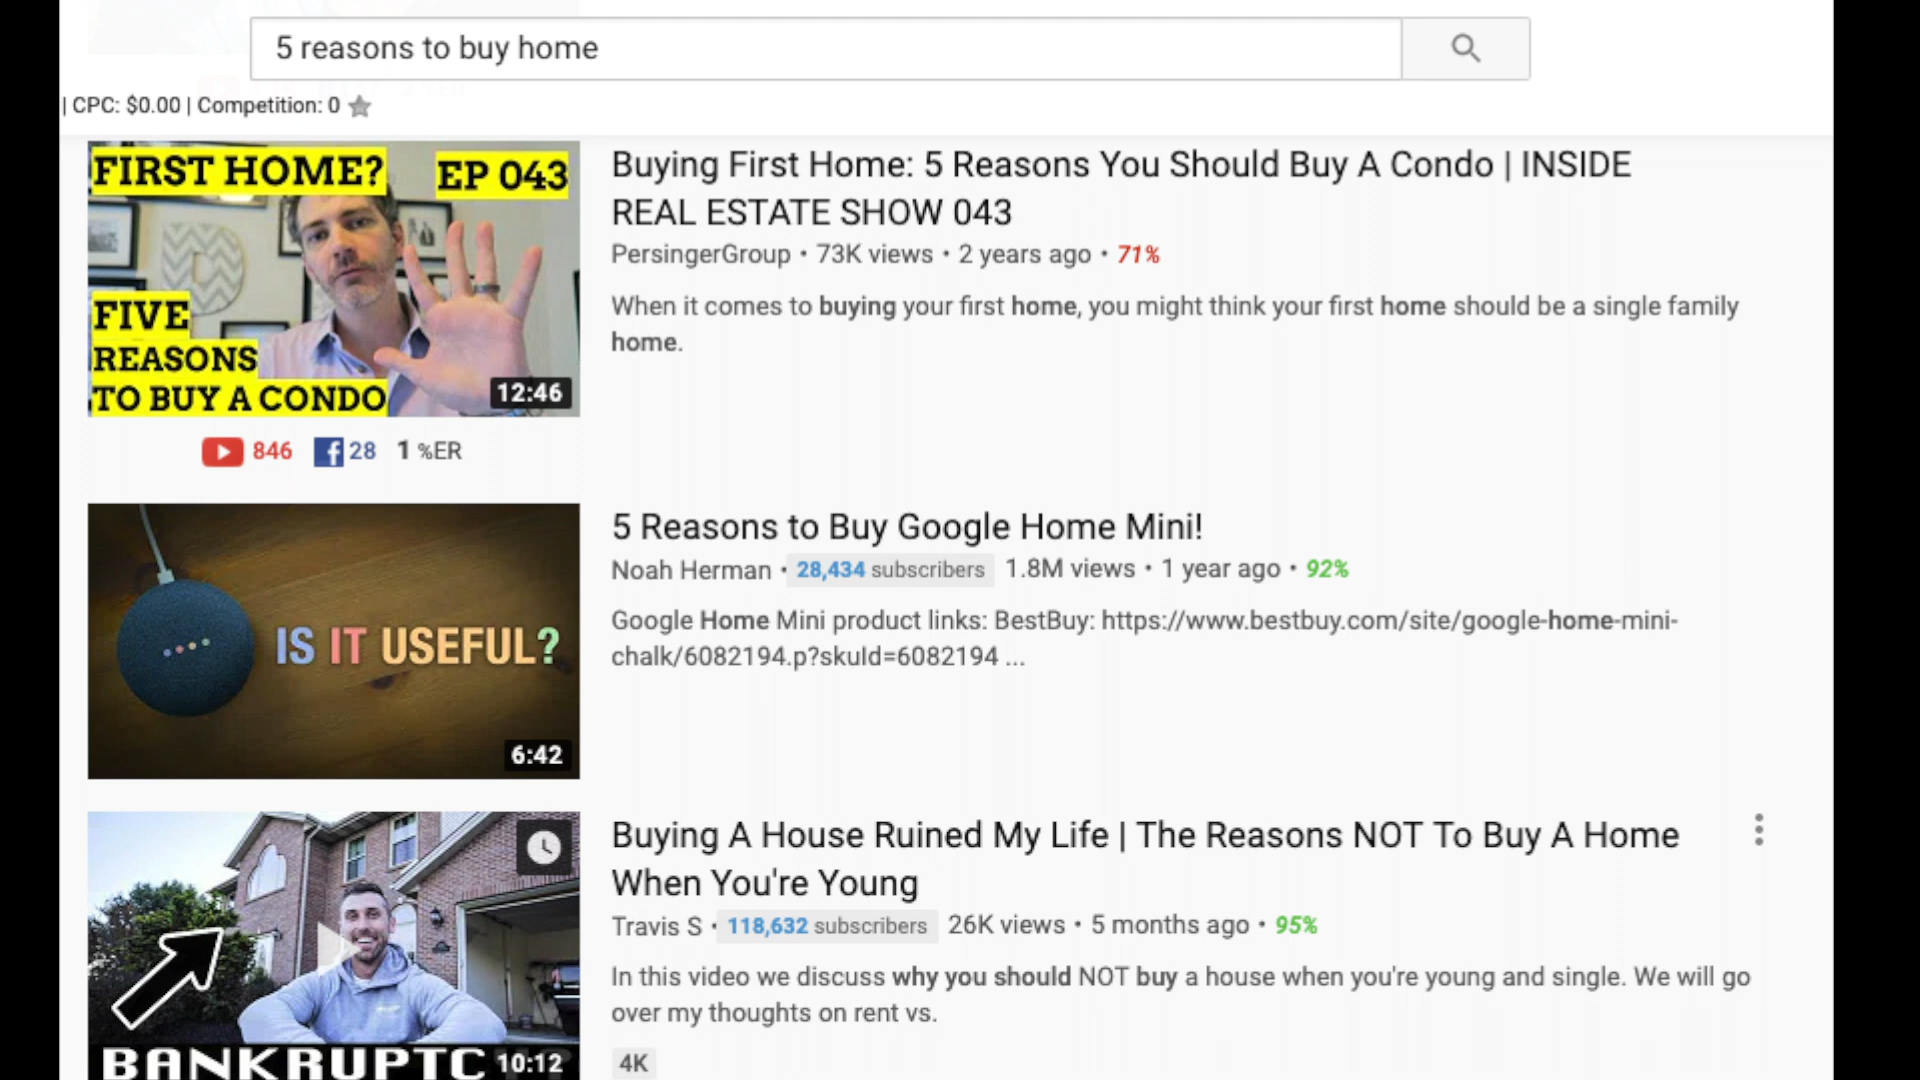 5 reasons to buy home
| CPC: $0.00 | Competition: 0
FIRST HOME?
EP 043
FIVE
REASONS
TO BUY A CONDO
12:46
Buying First Home: 5 Reasons You Should Buy A Condo | INSIDE
REAL ESTATE SHOW 043
PersingerGroup • 73K views • 2 years ago • 71%
When it comes to buying your first home, you might think your first home should be a single family
home.
846 f 28 1 %ER
IS IT USEFUL?
6:42
5 Reasons to Buy Google Home Mini!
Noah Herman • 28,434 subscribers 1.8M views • 1 year ago • 92%
Google Home Mini product links: BestBuy: https://www.bestbuy.com/site/google-home-mini-
chalk/6082194.p?skuId=6082194 ...
BANKRUPTC
10:12
Buying A House Ruined My Life | The Reasons NOT To Buy A Home
When You're Young
Travis S • 118,632 subscribers 26K views • 5 months ago • 95%
In this video we discuss why you should NOT buy a house when you're young and single. We will go
over my thoughts on rent vs.
4K